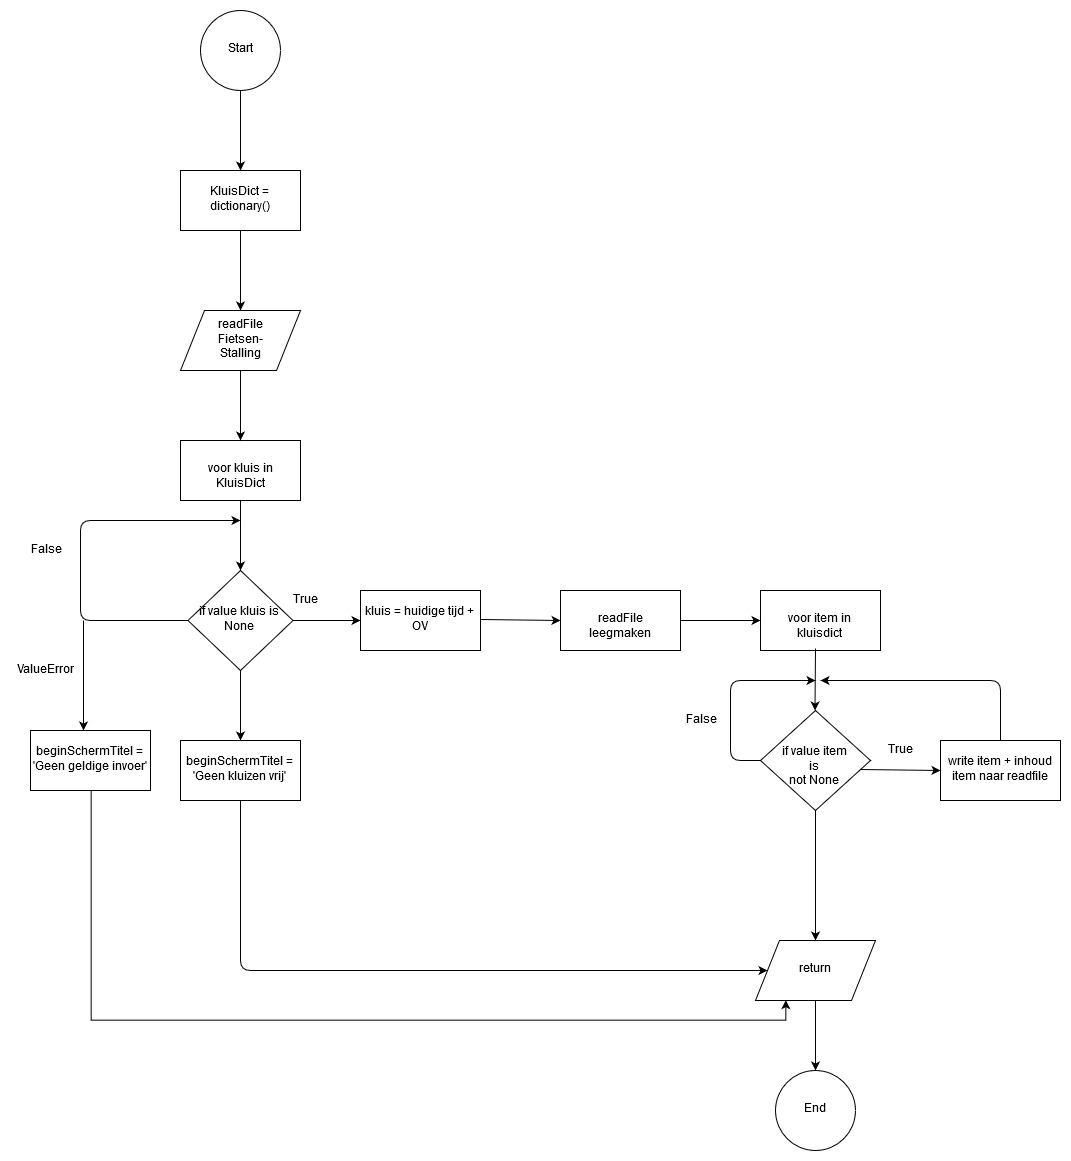 Start
KluisDict =
dictionary()
readFile
Fietsen-
Stalling
voor kluis in
KluisDict
False
if value kluis is
None
True
kluis = huidige tijd +
OV
readFile
leegmaken
voor item in
kluisdict
ValueError
beginSchermTitel =
'Geen geldige invoer'
beginSchermTitel =
'Geen kluizen vrij'
False
if value item
is
not None
True
write item + inhoud
item naar readfile
return
End